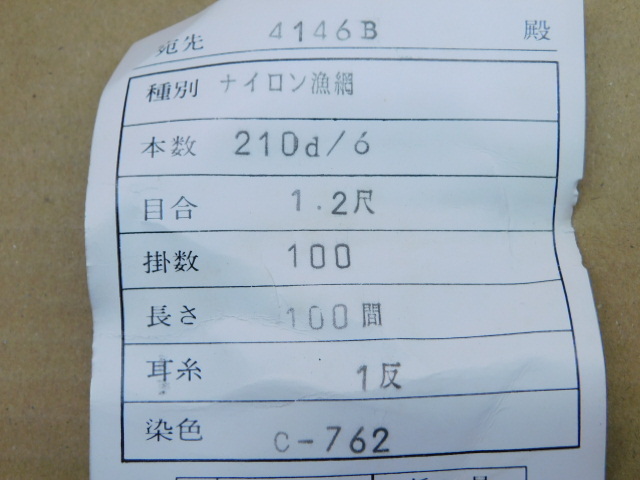 宛先 4146B 殿
種別 ナイロン漁網
本数 210d/6
目合 1.2尺
掛数 100
長さ 100間
耳糸 1反
染色 C-762